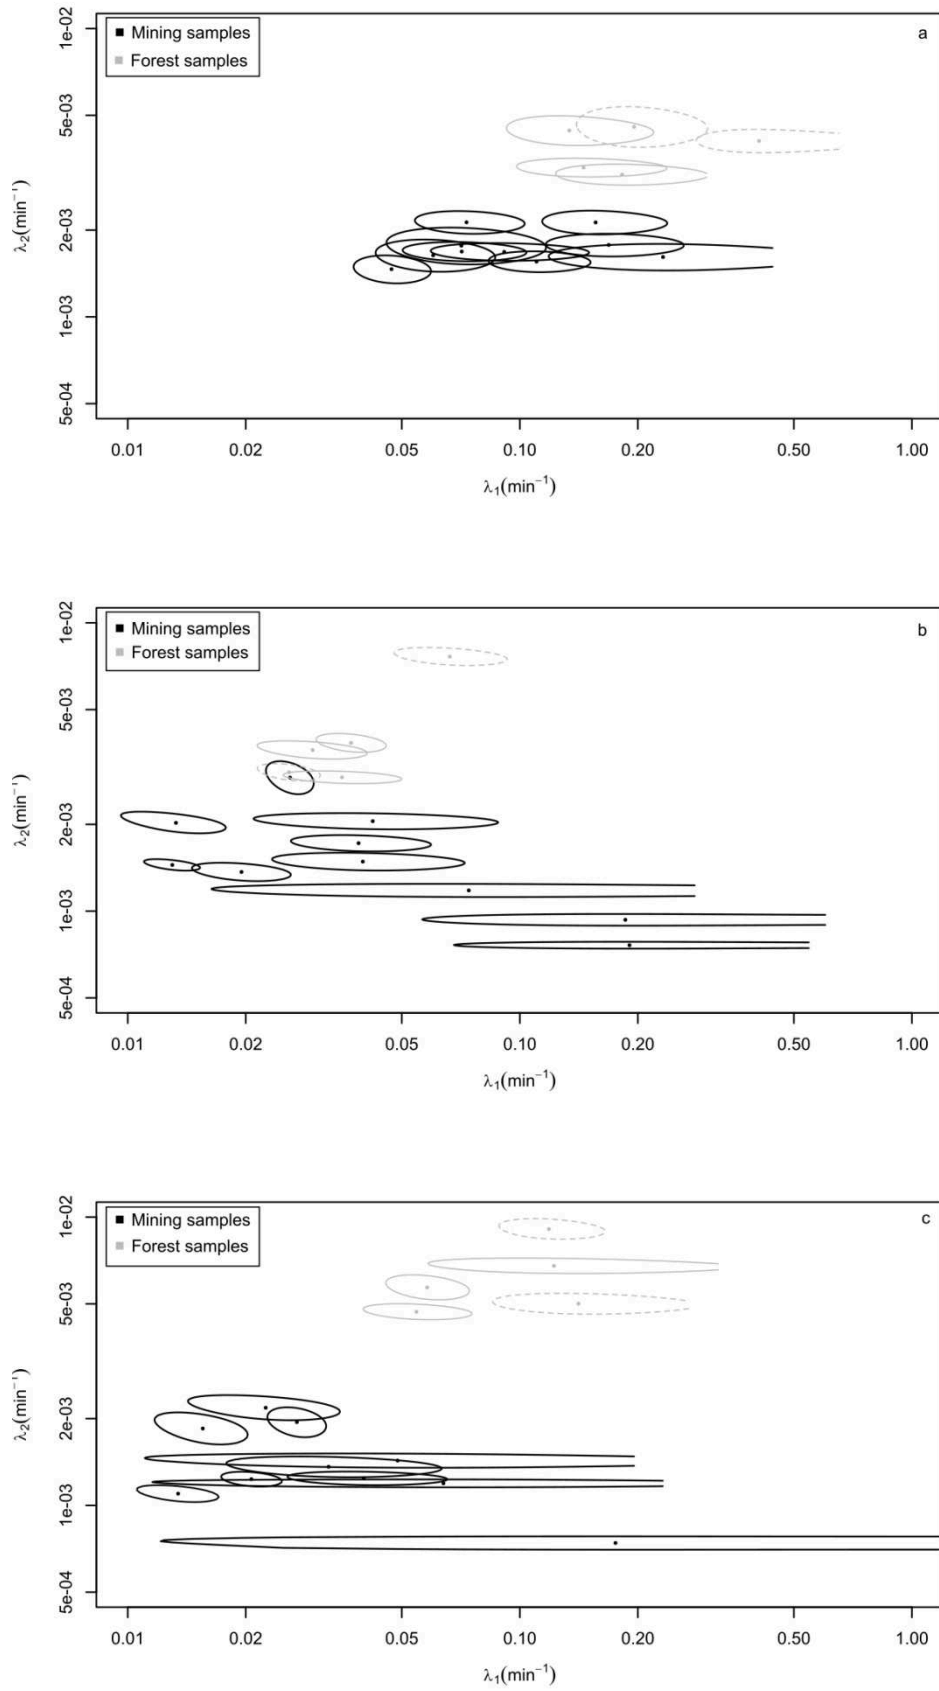 Mining samples
Forest samples
a
1e-02
5e-03
2e-03
1e-03
5e-04
λ₂(min⁻¹)
0.01 0.02 0.05 0.10 0.20 0.50 1.00
λ₁(min⁻¹)
Mining samples
Forest samples
b
1e-02
5e-03
2e-03
1e-03
5e-04
λ₂(min⁻¹)
0.01 0.02 0.05 0.10 0.20 0.50 1.00
λ₁(min⁻¹)
Mining samples
Forest samples
c
1e-02
5e-03
2e-03
1e-03
5e-04
λ₂(min⁻¹)
0.01 0.02 0.05 0.10 0.20 0.50 1.00
λ₁(min⁻¹)